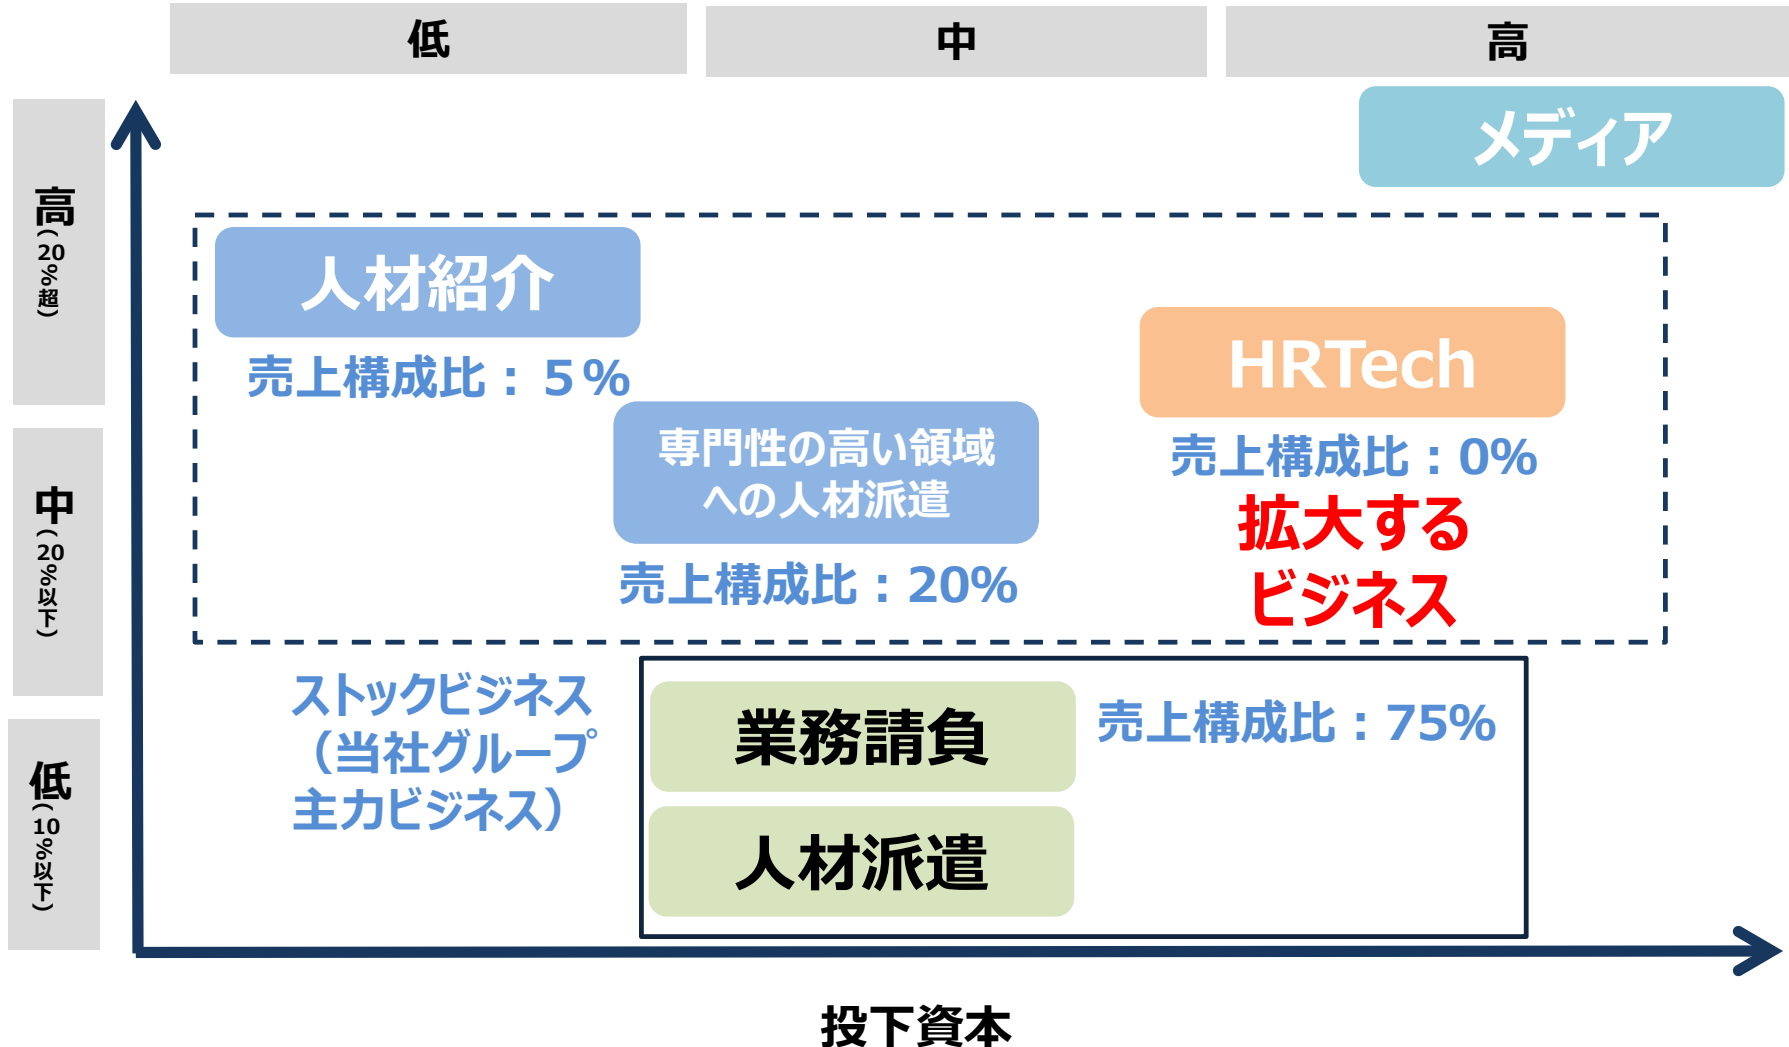 低
中
高
メディア
高(20%超)
人材紹介
売上構成比：５%
HRTech
売上構成比：0%
拡大する
ビジネス
専門性の高い領域
への人材派遣
売上構成比：20%
中(20%以下)
ストックビジネス
（当社グループ
主力ビジネス）
業務請負
売上構成比：75%
人材派遣
低(10%以下)
投下資本